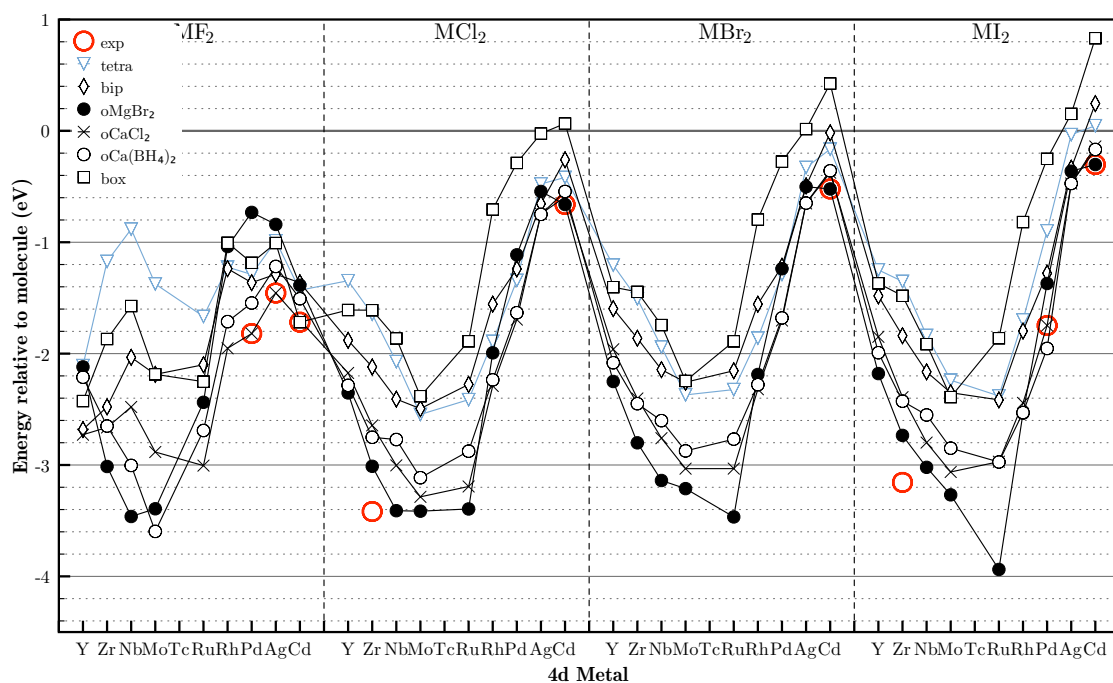 MF₂ MCl₂ MBr₂ MI₂
exp
tetra
bip
oMgBr₂
oCaCl₂
oCa(BH₄)₂
box
Energy relative to molecule (eV)
1
0
-1
-2
-3
-4
Y Zr Nb Mo Tc Ru Rh Pd Ag Cd Y Zr Nb Mo Tc Ru Rh Pd Ag Cd Y Zr Nb Mo Tc Ru Rh Pd Ag Cd Y Zr Nb Mo Tc Ru Rh Pd Ag Cd
4d Metal